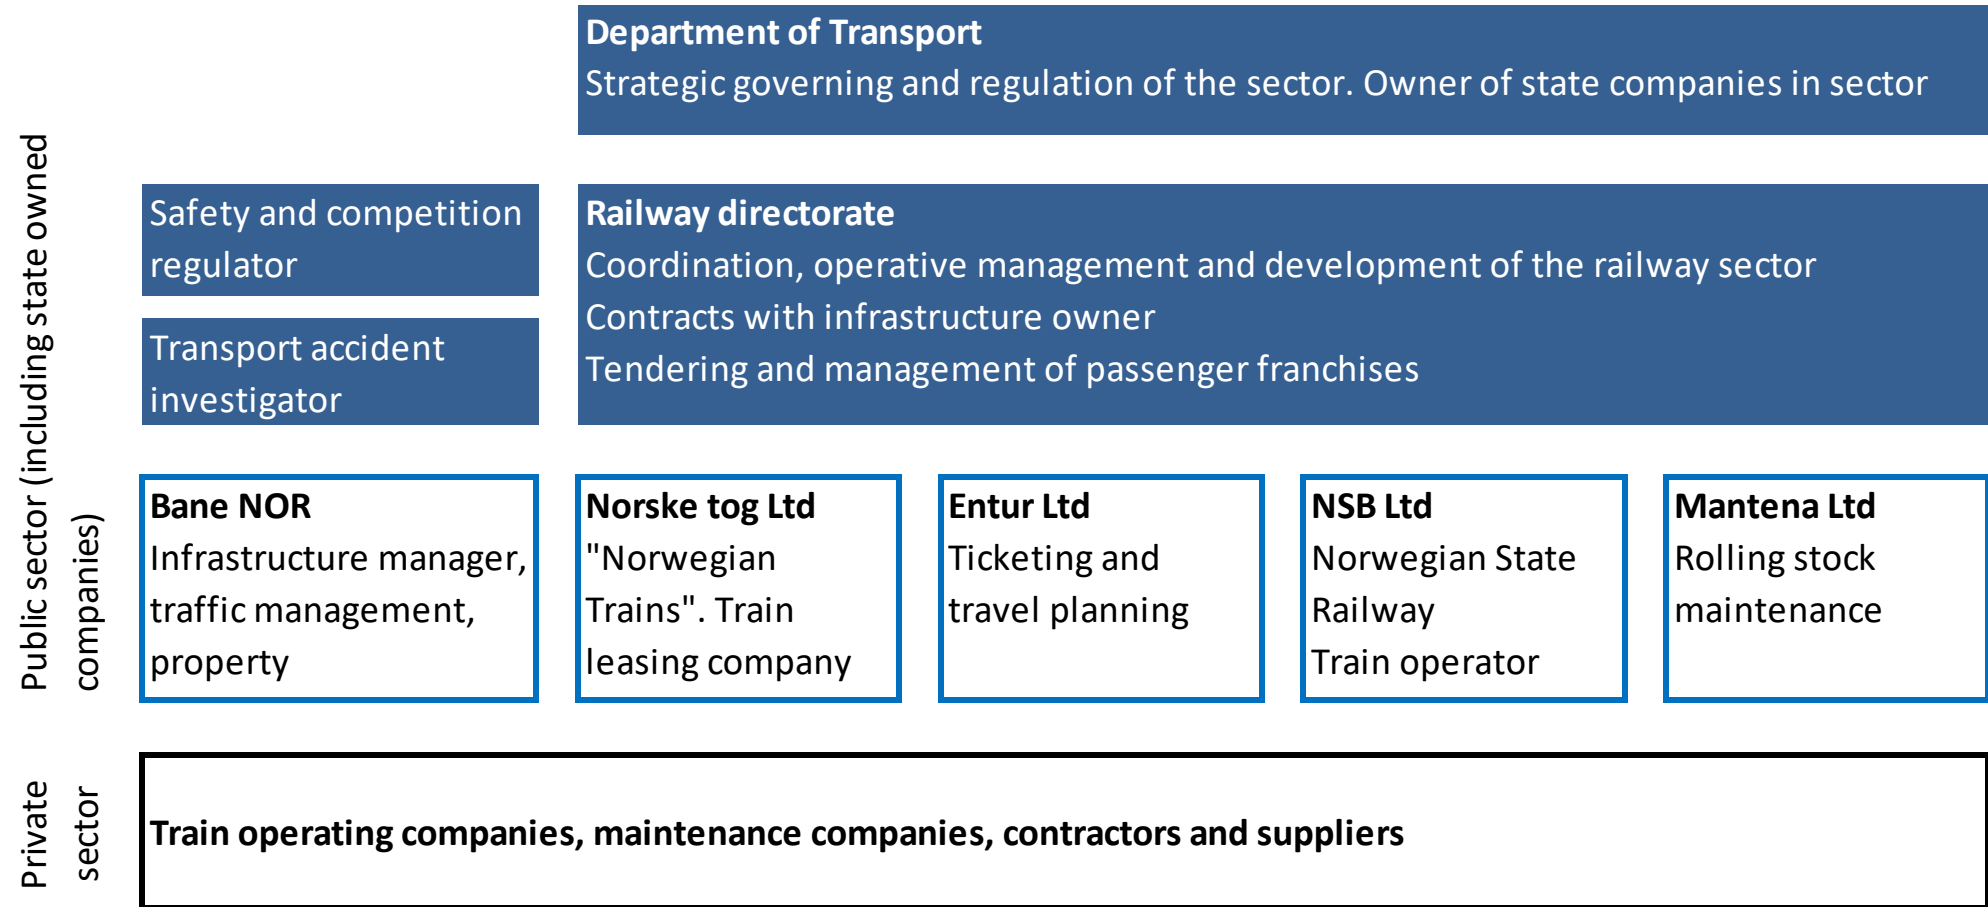 Department of Transport
Strategic governing and regulation of the sector. Owner of state companies in sector
Public sector (including state owned
companies)
Safety and competition
regulator
Transport accident
investigator
Railway directorate
Coordination, operative management and development of the railway sector
Contracts with infrastructure owner
Tendering and management of passenger franchises
Bane NOR
Infrastructure manager,
traffic management,
property
Norske tog Ltd
"Norwegian
Trains". Train
leasing company
Entur Ltd
Ticketing and
travel planning
NSB Ltd
Norwegian State
Railway
Train operator
Mantena Ltd
Rolling stock
maintenance
Private
sector
Train operating companies, maintenance companies, contractors and suppliers